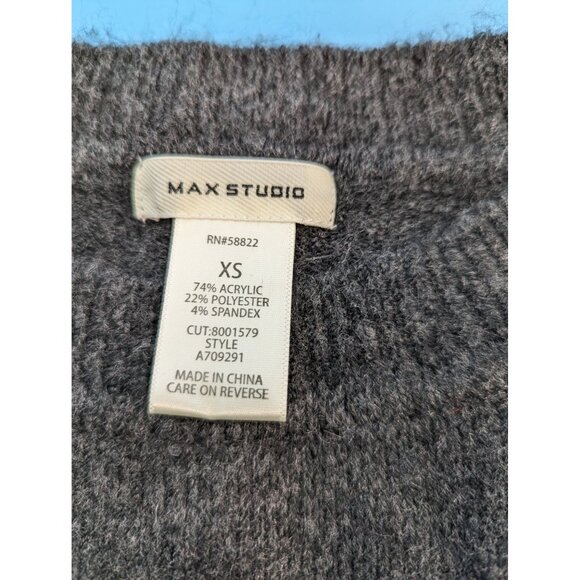 MAX STUDIO
RN#58822
XS
74% ACRYLIC
22% POLYESTER
4% SPANDEX
CUT:8001579
STYLE
A709291
MADE IN CHINA
CARE ON REVERSE